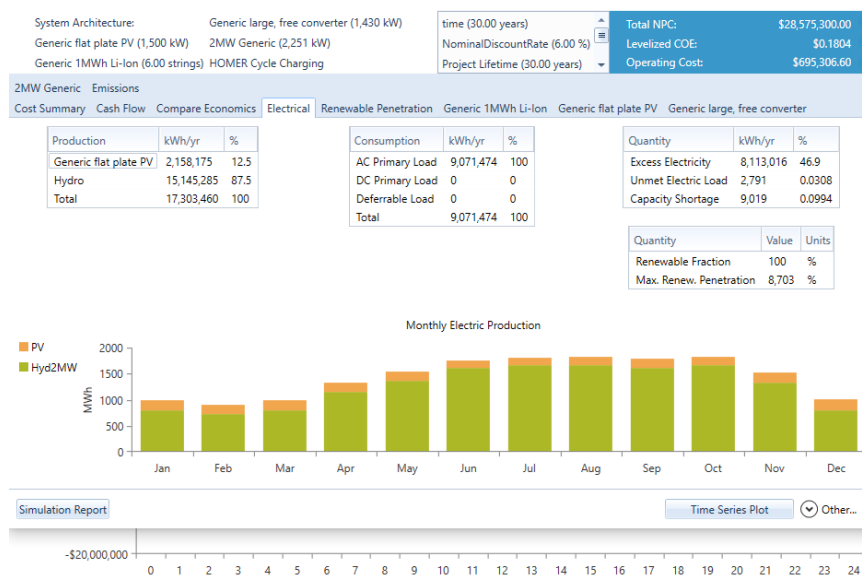 System Architecture: Generic large, free converter (1,430 kW) time (30.00 years) Total NPC: $28,575,300.00
Generic flat plate PV (1,500 kW) 2MW Generic (2,251 kW) NominalDiscountRate (6.00 %) Levelized COE: $0.1804
Generic 1MWh Li-Ion (6.00 strings) HOMER Cycle Charging Project Lifetime (30.00 years) Operating Cost: $695,306.60
2MW Generic Emissions
Cost Summary Cash Flow Compare Economics Electrical Renewable Penetration Generic 1MWh Li-Ion Generic flat plate PV Generic large, free converter
Production kWh/yr %
Generic flat plate PV 2,158,175 12.5
Hydro 15,145,285 87.5
Total 17,303,460 100
Consumption kWh/yr %
AC Primary Load 9,071,474 100
DC Primary Load 0 0
Deferrable Load 0 0
Total 9,071,474 100
Quantity kWh/yr %
Excess Electricity 8,113,016 46.9
Unmet Electric Load 2,791 0.0308
Capacity Shortage 9,019 0.0994
Quantity Value Units
Renewable Fraction 100 %
Max. Renew. Penetration 8,703 %
Monthly Electric Production
PV
Hyd2MW
MWh
2000
1500
1000
500
0
Jan Feb Mar Apr May Jun Jul Aug Sep Oct Nov Dec
Simulation Report Time Series Plot Other...
-$20,000,000
0 1 2 3 4 5 6 7 8 9 10 11 12 13 14 15 16 17 18 19 20 21 22 23 24